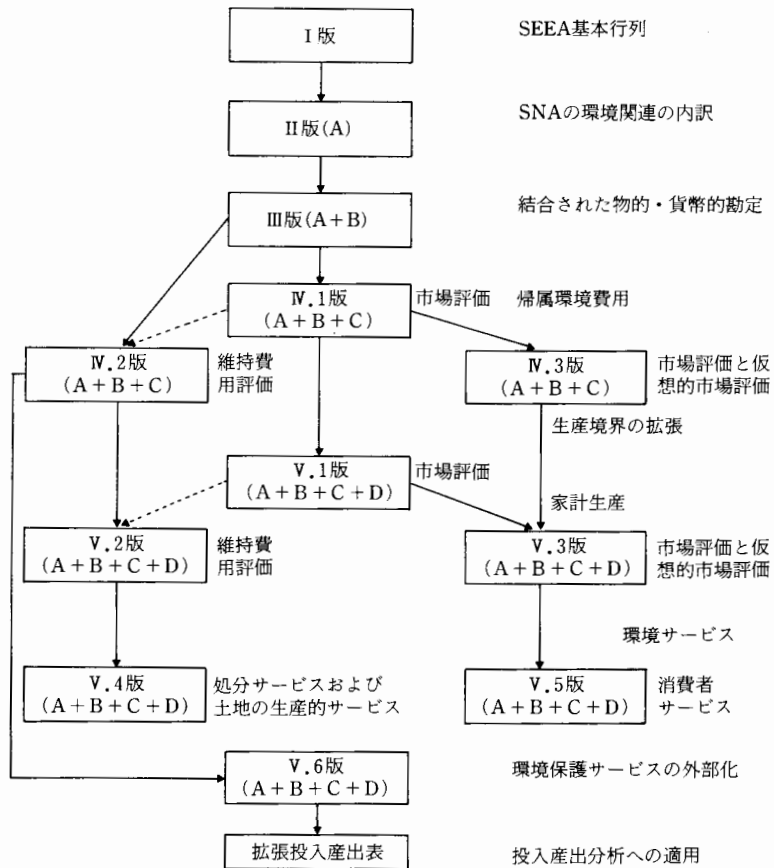 I版
SEEA基本行列
II版(A)
SNAの環境関連の内訳
III版(A+B)
結合された物的・貨幣的勘定
IV.1版
(A+B+C)
市場評価
帰属環境費用
IV.2版
(A+B+C)
維持費
用評価
IV.3版
(A+B+C)
市場評価と仮
想的市場評価
生産境界の拡張
V.1版
(A+B+C+D)
市場評価
家計生産
V.2版
(A+B+C+D)
維持費
用評価
V.3版
(A+B+C+D)
市場評価と仮
想的市場評価
環境サービス
V.4版
(A+B+C+D)
処分サービスおよび
土地の生産的サービス
V.5版
(A+B+C+D)
消費者
サービス
V.6版
(A+B+C+D)
環境保護サービスの外部化
拡張投入産出表
投入産出分析への適用